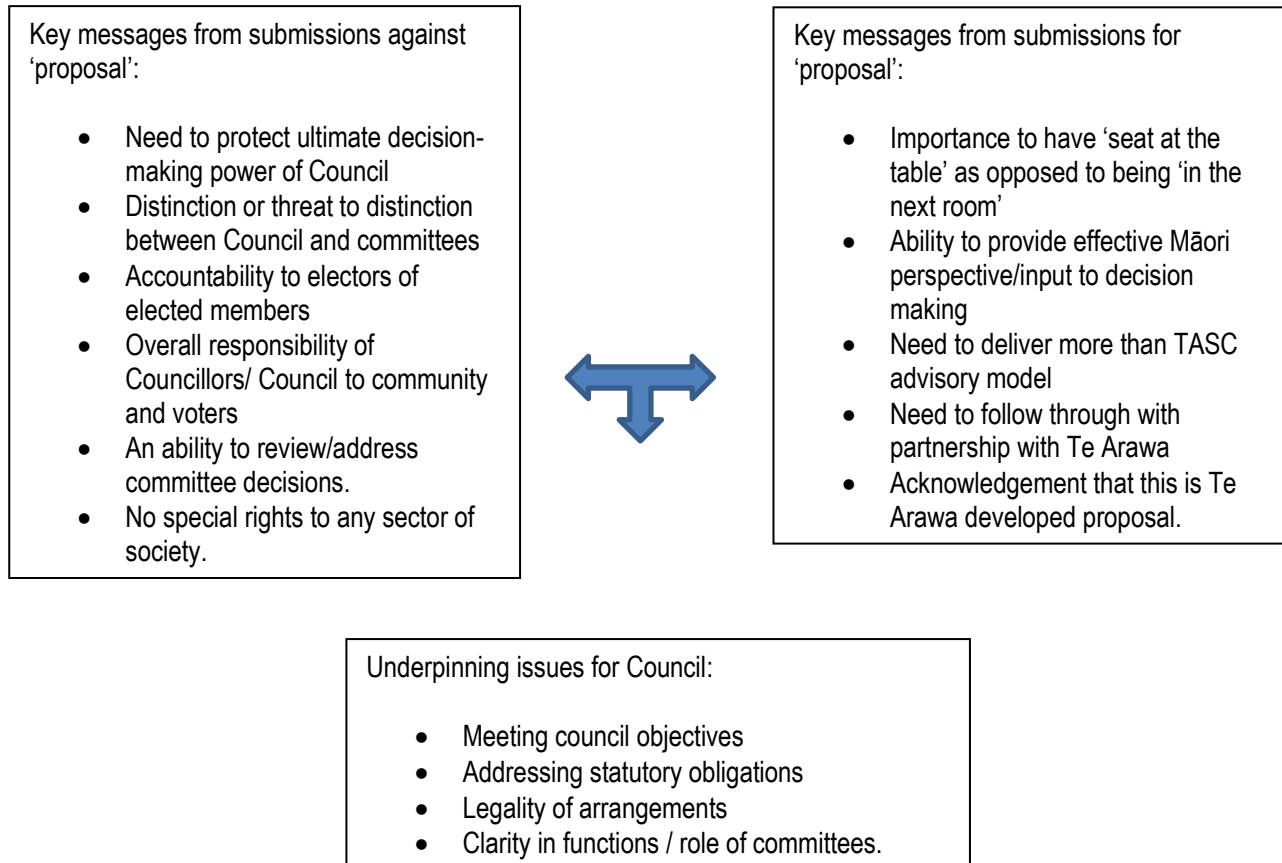 Key messages from submissions against
‘proposal’:
• Need to protect ultimate decision-
making power of Council
• Distinction or threat to distinction
between Council and committees
• Accountability to electors of
elected members
• Overall responsibility of
Councillors/ Council to community
and voters
• An ability to review/address
committee decisions.
• No special rights to any sector of
society.
Key messages from submissions for
‘proposal’:
• Importance to have ‘seat at the
table’ as opposed to being ‘in the
next room’
• Ability to provide effective Māori
perspective/input to decision
making
• Need to deliver more than TASC
advisory model
• Need to follow through with
partnership with Te Arawa
• Acknowledgement that this is Te
Arawa developed proposal.
Underpinning issues for Council:
• Meeting council objectives
• Addressing statutory obligations
• Legality of arrangements
• Clarity in functions / role of committees.